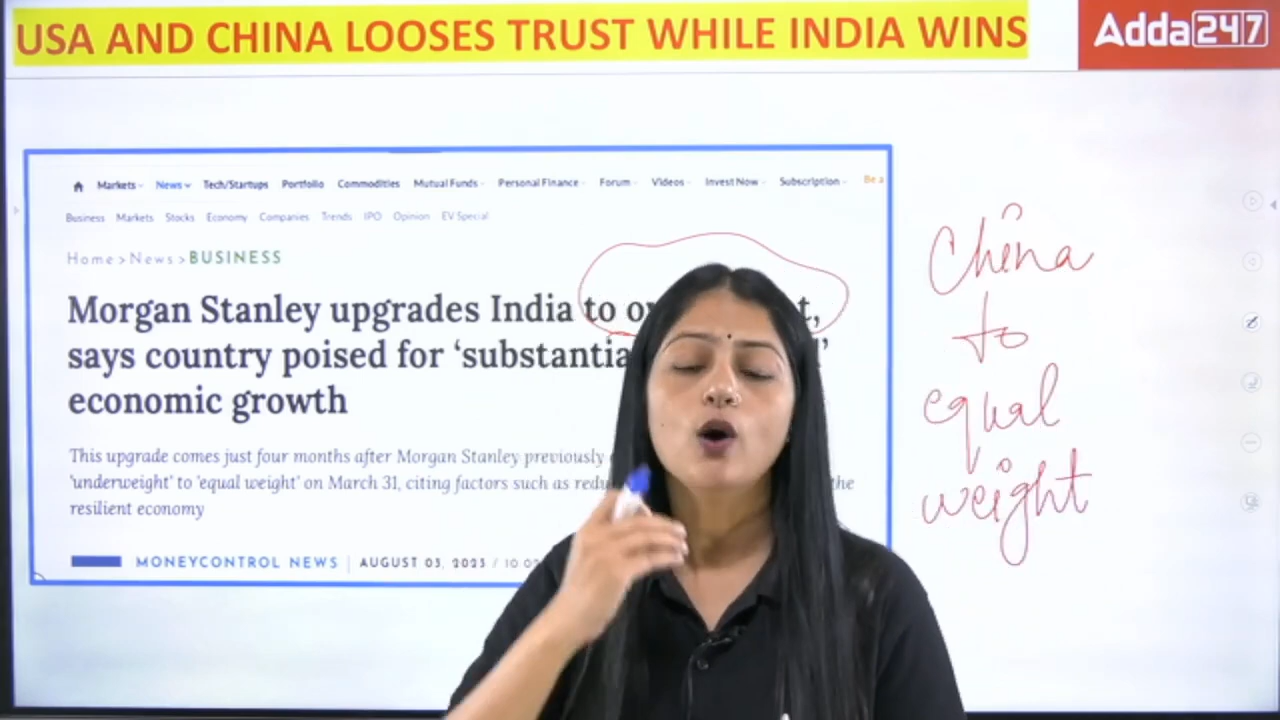 USA AND CHINA LOOSES TRUST WHILE INDIA WINS
Adda247
Markets News Tech/Startups Portfolio Commodities Mutual Funds Personal Finance Forum Videos Invest Now Subscription Be a
Business Markets Stocks Economy Companies Trends IPO Opinion EV Special
Home > News > BUSINESS
Morgan Stanley upgrades India to
says country poised for ‘substantia
economic growth
This upgrade comes just four months after Morgan Stanley previously
'underweight' to 'equal weight' on March 31, citing factors such as the
resilient economy
MONEYCONTROL NEWS | AUGUST 03, 2023 /
China
to
equal
weight